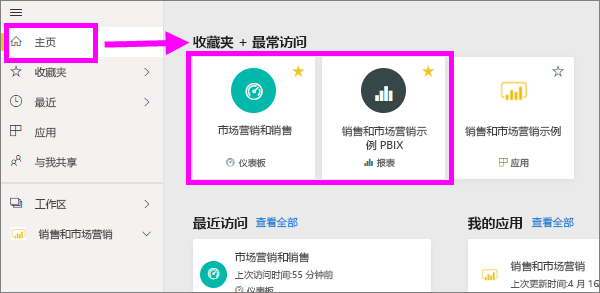 主页
收藏夹
最近
应用
与我共享
工作区
销售和市场营销
收藏夹 + 最常访问
市场营销和销售
仪表板
销售和市场营销示
例 PBIX
报表
销售和市场营销示例
应用
最近访问 查看全部
市场营销和销售
上次访问时间:55 分钟前
仪表板
我的应用 查看全部
销售和市场营销
上次更新时间:4 月 16